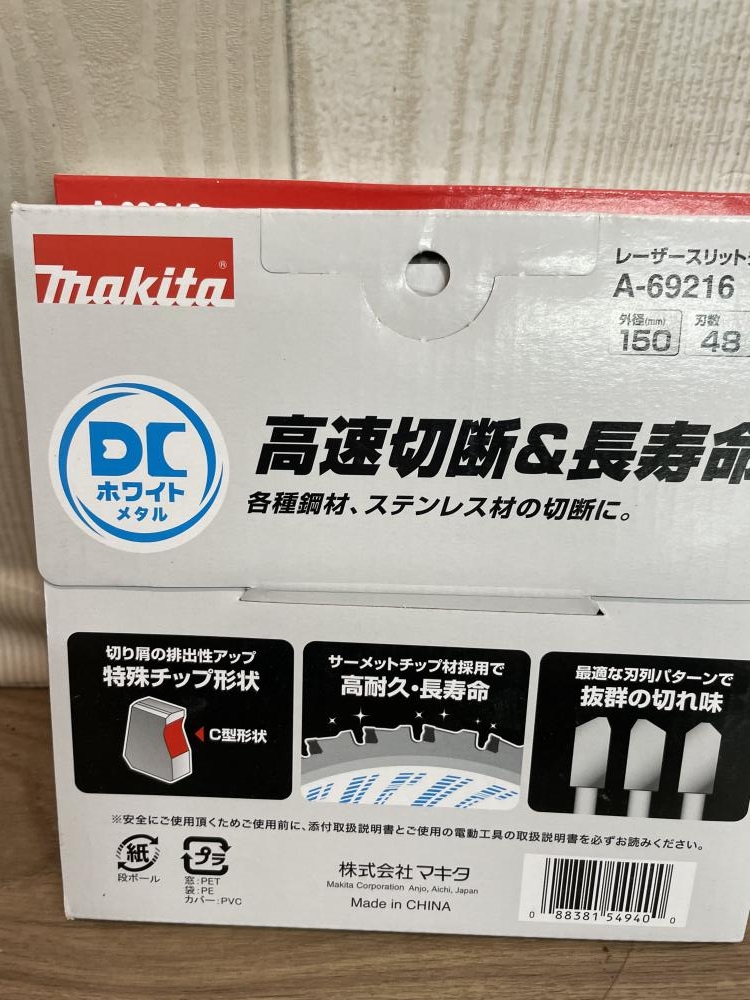 makita®
レーザースリット
A-69216
外径(mm) 刃数
150 48
DC
ホワイト
メタル
高速切断&長寿命
各種鋼材、ステンレス材の切断に。
切り屑の排出性アップ
特殊チップ形状
C型形状
サーメットチップ材採用で
高耐久・長寿命
最適な刃列パターンで
抜群の切れ味
※安全にご使用頂くためご使用前に、添付取扱説明書とご使用の電動工具の取扱説明書を必ずお読みください。
紙
段ボール
プラ
窓:PET
袋:PE
カバー:PVC
株式会社マキタ
Makita Corporation Anjo, Aichi, Japan
Made in CHINA
0 88381 54940 0